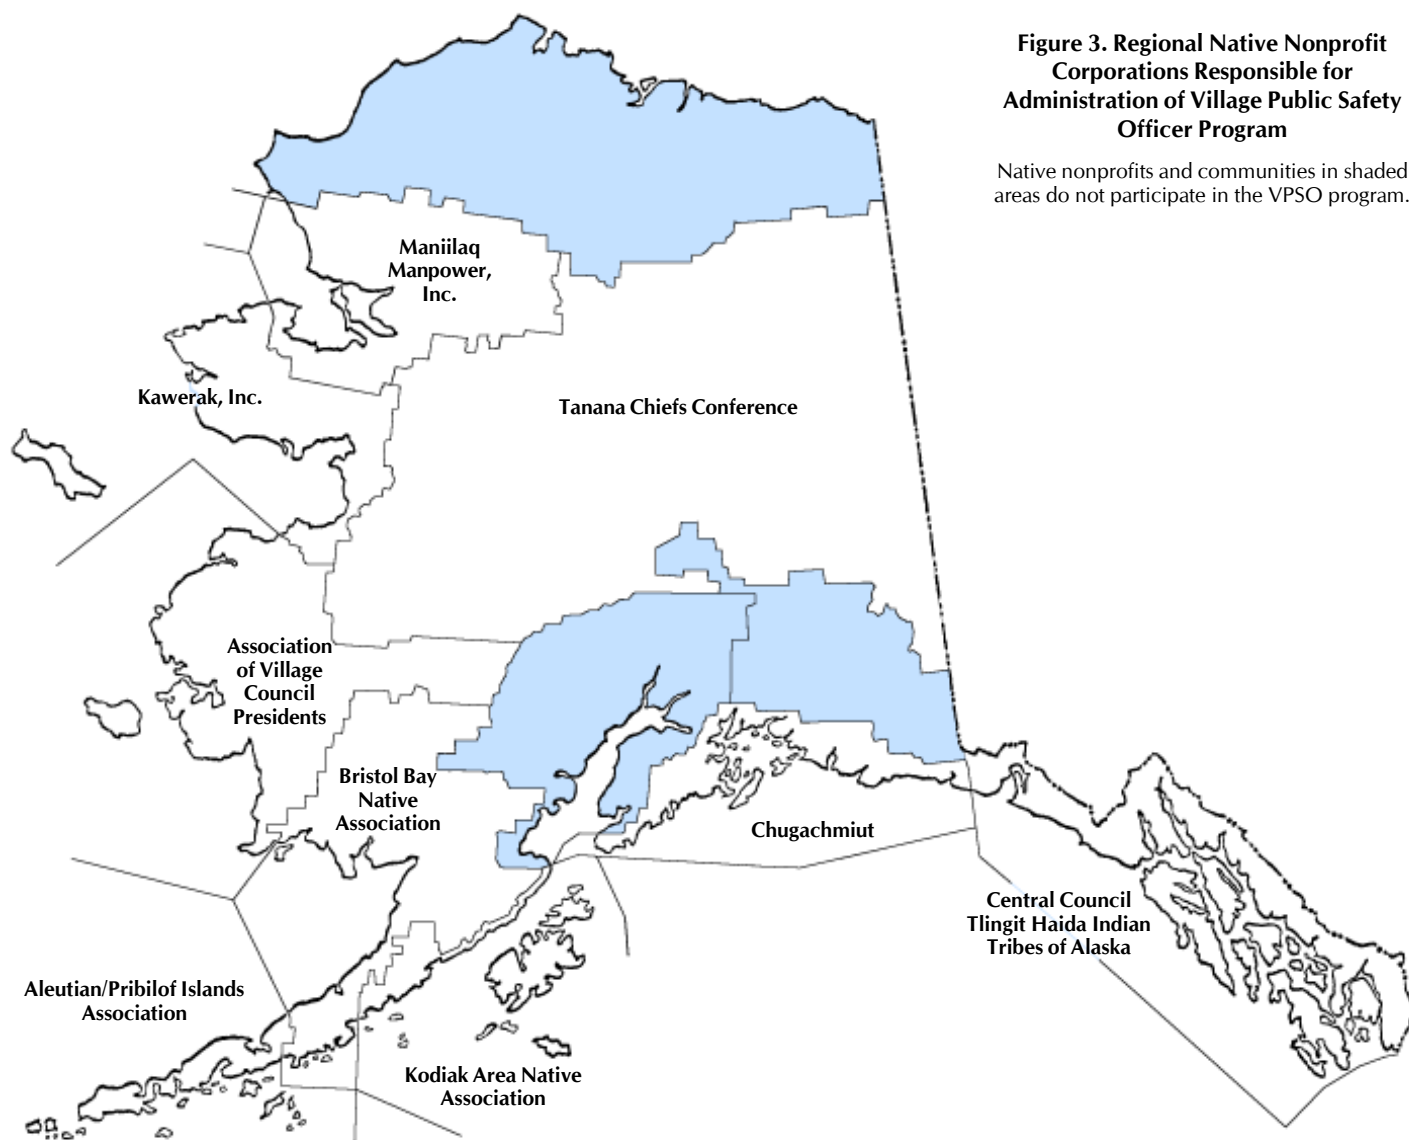 Figure 3. Regional Native Nonprofit
Corporations Responsible for
Administration of Village Public Safety
Officer Program
Native nonprofits and communities in shaded
areas do not participate in the VPSO program.
Maniilaq
Manpower,
Inc.
Kawerak, Inc.
Tanana Chiefs Conference
Association
of Village
Council
Presidents
Bristol Bay
Native
Association
Chugachmiut
Central Council
Tlingit Haida Indian
Tribes of Alaska
Aleutian/Pribilof Islands
Association
Kodiak Area Native
Association